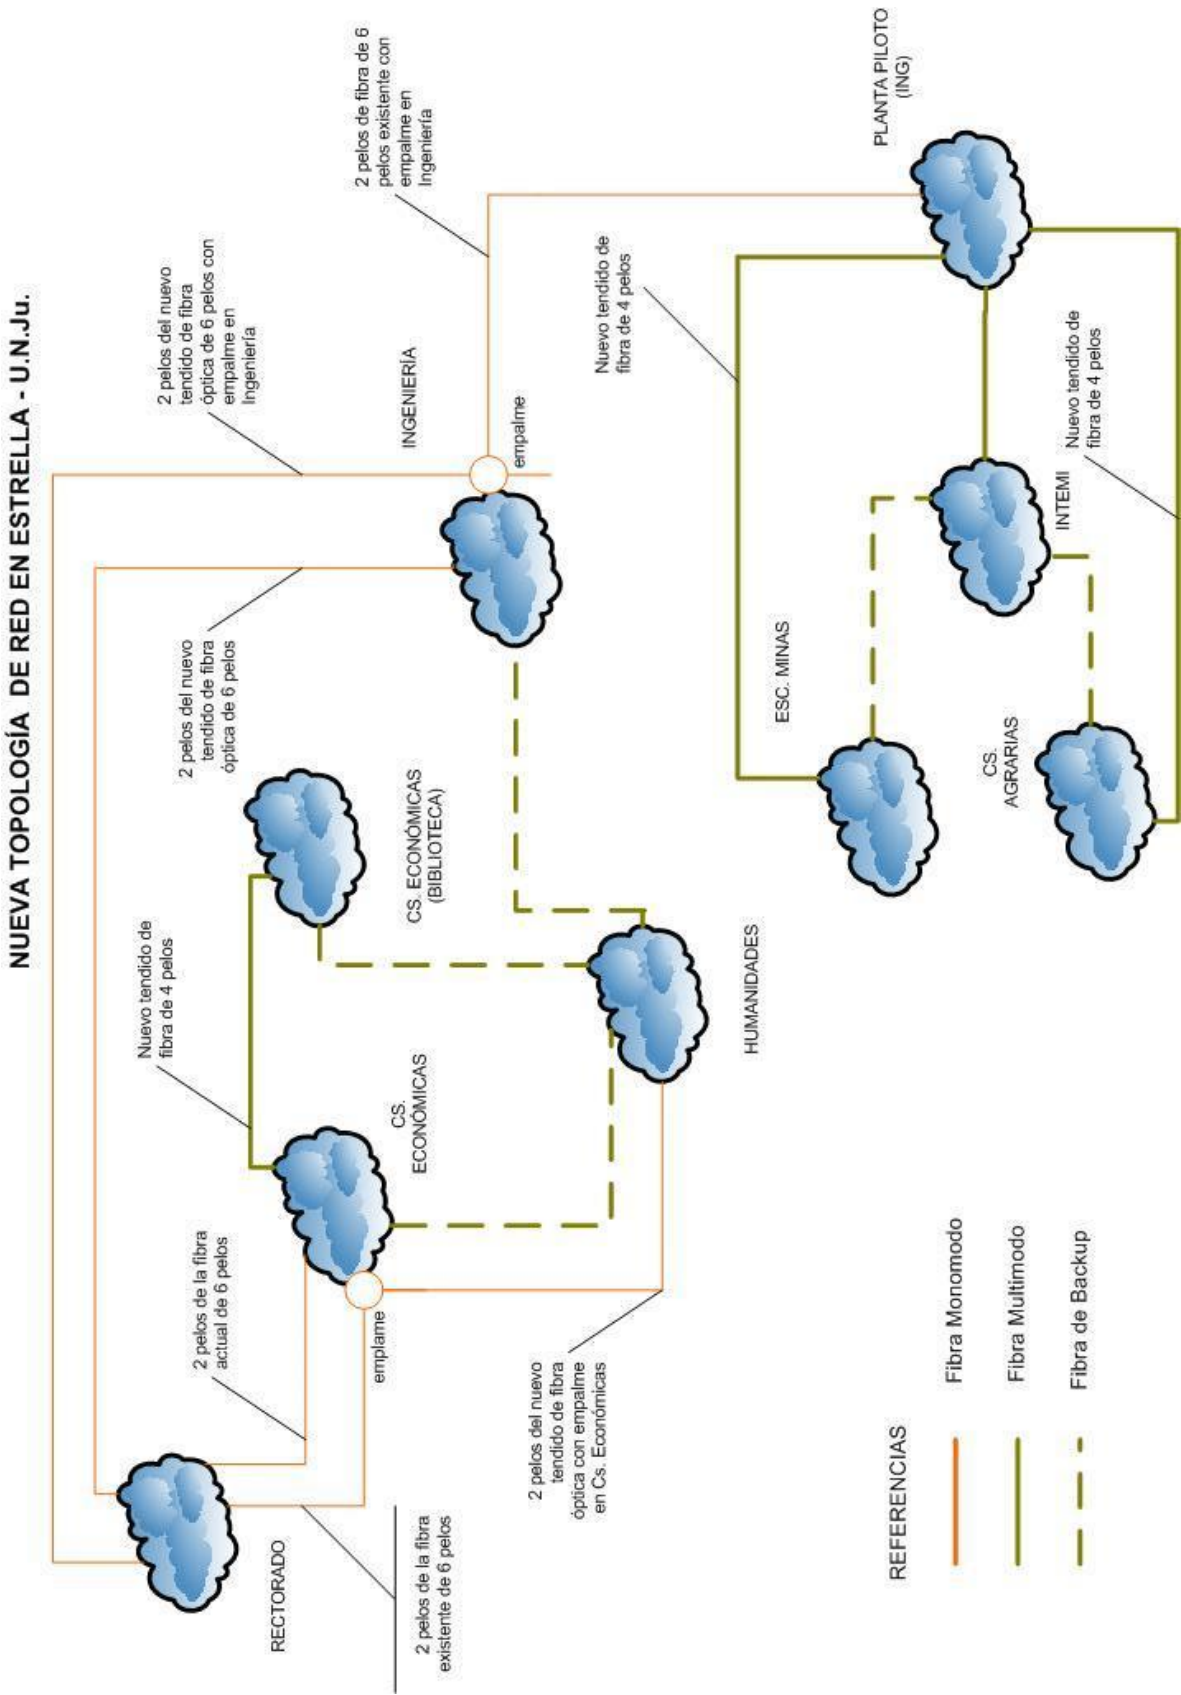 NUEVA TOPOLOGÍA DE RED EN ESTRELLA - U.N.Ju.
2 pelos del nuevo
tendido de fibra
óptica de 6 pelos con
empalme en
Ingeniería
2 pelos de fibra de 6
pelos existente con
empalme en
Ingeniería
2 pelos del nuevo
tendido de fibra
óptica de 6 pelos
Nuevo tendido de
fibra de 4 pelos
2 pelos de la fibra
actual de 6 pelos
RECTORADO
2 pelos de la fibra
existente de 6 pelos
emplame
CS.
ECONÓMICAS
CS. ECONÓMICAS
(BIBLIOTECA)
INGENIERÍA
empalme
2 pelos del nuevo
tendido de fibra
óptica con empalme
en Cs. Económicas
HUMANIDADES
Nuevo tendido de
fibra de 4 pelos
PLANTA PILOTO
(ING)
ESC. MINAS
INTEMI
CS.
AGRARIAS
Nuevo tendido de
fibra de 4 pelos
REFERENCIAS
Fibra Monomodo
Fibra Multimodo
Fibra de Backup